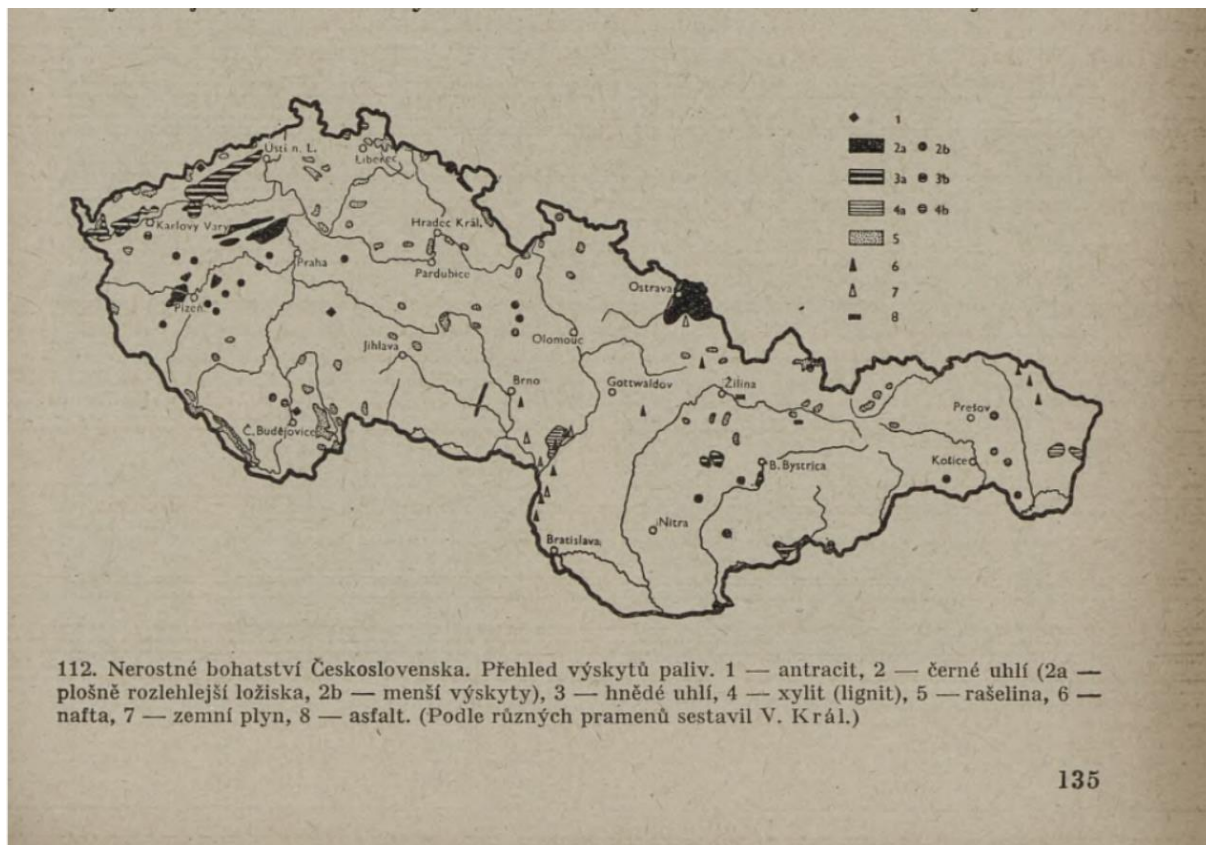 Ústí n. L.
Liberec
Karlovy Vary
Hradec Král.
Praha
Pardubice
Ostrava
Plzeň
Olomouc
Jihlava
Brno
Gottwaldov
Žilina
Prešov
Č. Budějovice
B. Bystrica
Košice
Nitra
Bratislava
1
2a 2b
3a 3b
4a 4b
5
6
7
8
112. Nerostné bohatství Československa. Přehled výskytů paliv. 1 — antracit, 2 — černé uhlí (2a —
plošně rozlehlejší ložiska, 2b — menší výskyty), 3 — hnědé uhlí, 4 — xylit (lignit), 5 — rašelina, 6 —
nafta, 7 — zemní plyn, 8 — asfalt. (Podle různých pramenů sestavil V. Král.)
135